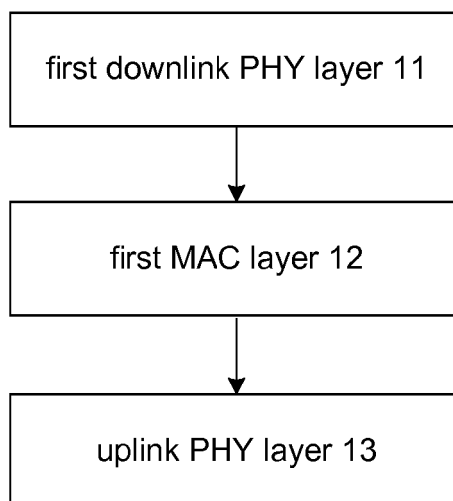 first downlink PHY layer 11
first MAC layer 12
uplink PHY layer 13